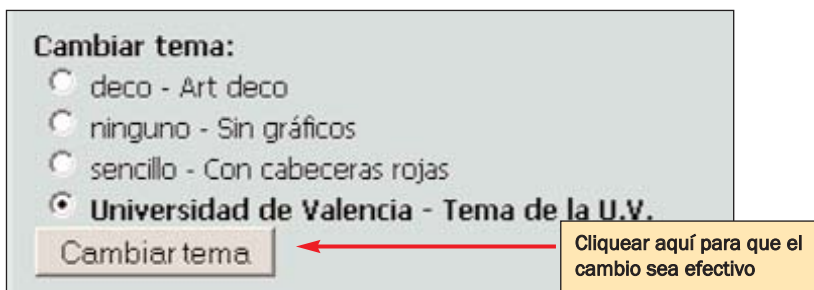 Cambiar tema:
deco - Art deco
ninguno - Sin gráficos
sencillo - Con cabeceras rojas
Universidad de Valencia - Tema de la U.V.
Cambiar tema
Cliquear aquí para que el
cambio sea efectivo